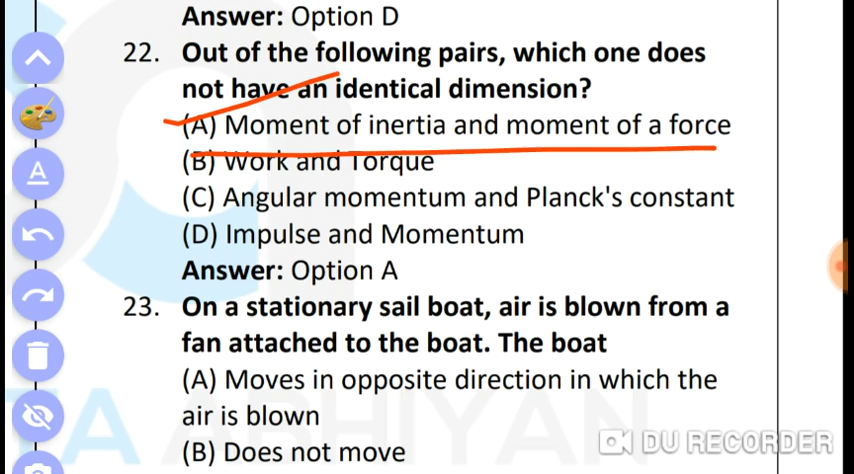 Answer: Option D
22. Out of the following pairs, which one does
not have an identical dimension?
(A) Moment of inertia and moment of a force
(B) Work and Torque
(C) Angular momentum and Planck's constant
(D) Impulse and Momentum
Answer: Option A
23. On a stationary sail boat, air is blown from a
fan attached to the boat. The boat
(A) Moves in opposite direction in which the
air is blown
(B) Does not move
A
TA ABHIYAN
DU RECORDER